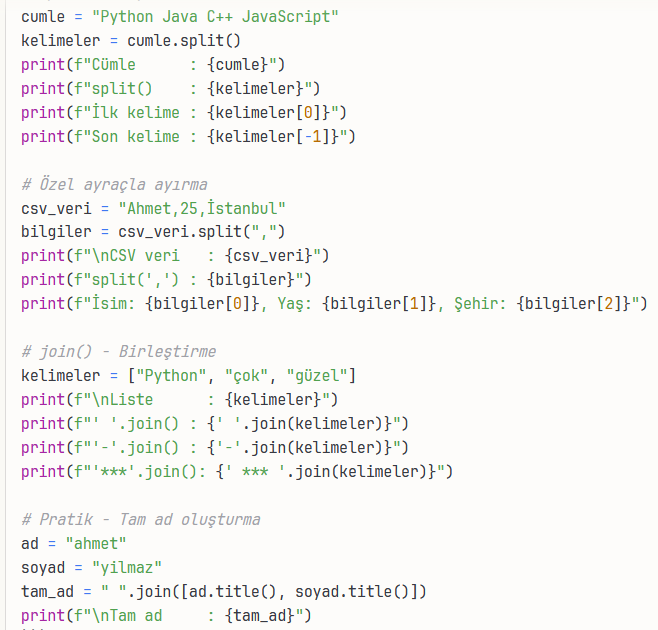 cumle = "Python Java C++ JavaScript"
kelimeler = cumle.split()
print(f"Cümle      : {cumle}")
print(f"split()    : {kelimeler}")
print(f"İlk kelime : {kelimeler[0]}")
print(f"Son kelime : {kelimeler[-1]}")

# Özel ayraçla ayırma
csv_veri = "Ahmet,25,İstanbul"
bilgiler = csv_veri.split(",")
print(f"\nCSV veri   : {csv_veri}")
print(f"split(',') : {bilgiler}")
print(f"İsim: {bilgiler[0]}, Yaş: {bilgiler[1]}, Şehir: {bilgiler[2]}")

# join() - Birleştirme
kelimeler = ["Python", "çok", "güzel"]
print(f"\nListe      : {kelimeler}")
print(f"' '.join() : {' '.join(kelimeler)}")
print(f"'-'.join() : {'-'.join(kelimeler)}")
print(f"'***'.join(): {' *** '.join(kelimeler)}")

# Pratik - Tam ad oluşturma
ad = "ahmet"
soyad = "yilmaz"
tam_ad = " ".join([ad.title(), soyad.title()])
print(f"\nTam ad     : {tam_ad}")